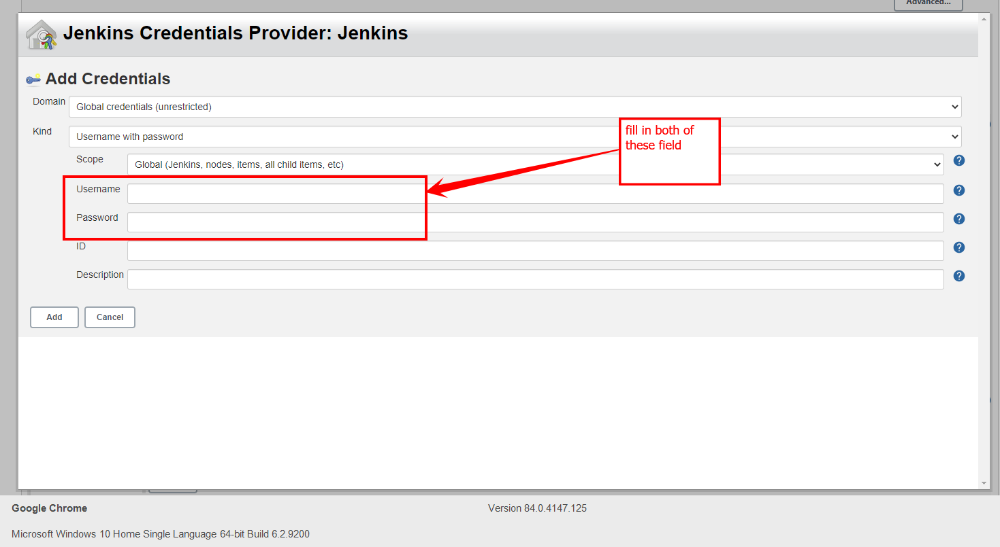 Advanced...
Jenkins Credentials Provider: Jenkins
Add Credentials
Domain
Global credentials (unrestricted)
Kind
Username with password
fill in both of
these field
Scope
Global (Jenkins, nodes, items, all child items, etc)
Username
Password
ID
Description
Add
Cancel
Google Chrome
Version 84.0.4147.125
Microsoft Windows 10 Home Single Language 64-bit Build 6.2.9200